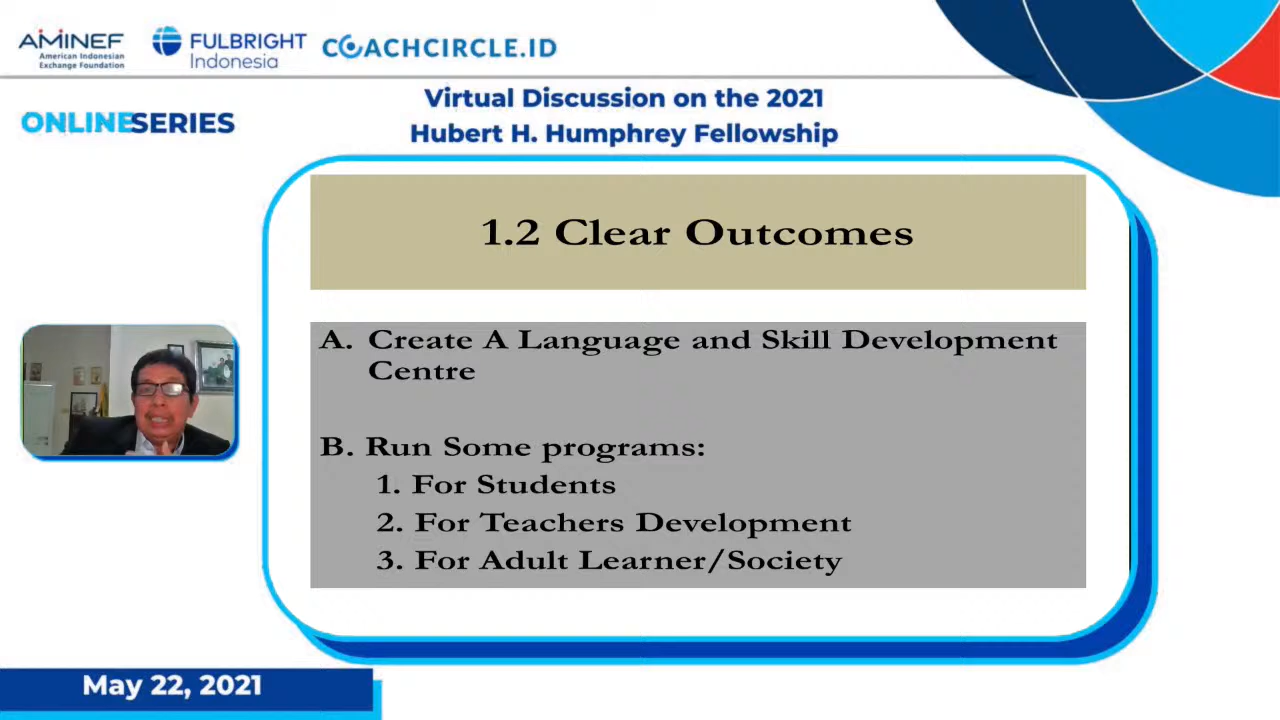 AMINEF
American Indonesian
Exchange Foundation
FULBRIGHT
Indonesia
COACHCIRCLE.ID
ONLINESERIES
Virtual Discussion on the 2021
Hubert H. Humphrey Fellowship
1.2 Clear Outcomes
A. Create A Language and Skill Development
Centre
B. Run Some programs:
1. For Students
2. For Teachers Development
3. For Adult Learner/Society
May 22, 2021